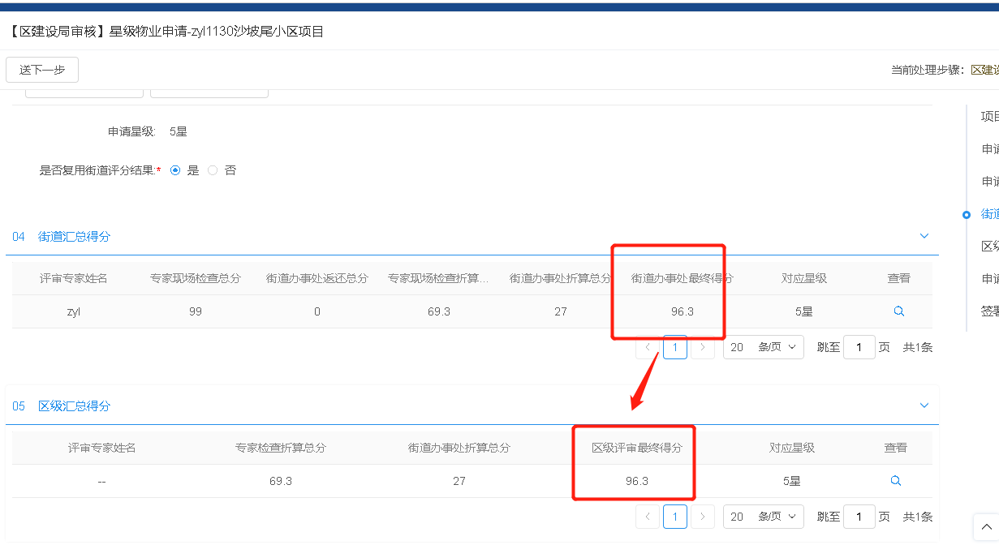 【区建设局审核】星级物业申请-zyl1130沙坡尾小区项目
送下一步
当前处理步骤：区建设
申请星级: 5星
是否复用街道评分结果:* 是 否
04 街道汇总得分
评审专家姓名 专家现场检查总分 街道办事处返还总分 专家现场检查折算... 街道办事处折算总分 街道办事处最终得分 对应星级 查看
zyl 99 0 69.3 27 96.3 5星
< 1 > 20 条/页 跳至 1 页 共1条
05 区级汇总得分
评审专家姓名 专家检查折算总分 街道办事处折算总分 区级评审最终得分 对应星级 查看
-- 69.3 27 96.3 5星
< 1 > 20 条/页 跳至 1 页 共1条
项目
申请
申请
街道
区级
申请
签署